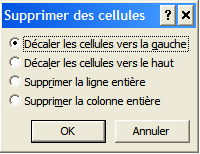 Supprimer des cellules
Décaler les cellules vers la gauche
Décaler les cellules vers le haut
Supprimer la ligne entière
Supprimer la colonne entière
OK Annuler